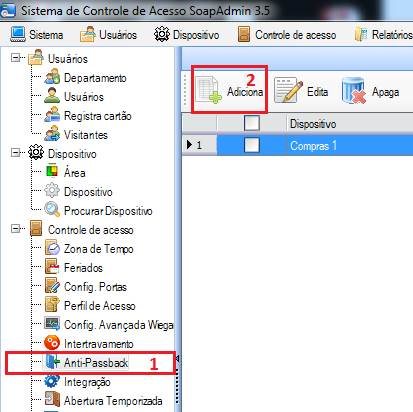 Sistema de Controle de Acesso SoapAdmin 3.5
Sistema Usuários Dispositivo Controle de acesso Relatórios
Usuários
Departamento
Usuários
Registra cartão
Visitantes
Dispositivo
Área
Dispositivo
Procurar Dispositivo
Controle de acesso
Zona de Tempo
Feriados
Config. Portas
Perfil de Acesso
Config. Avançada Wiega
Intertravamento
Anti-Passback 1
Integração
Abertura Temporizada
2
Adiciona Edita Apaga
Dispositivo
1 Compras 1